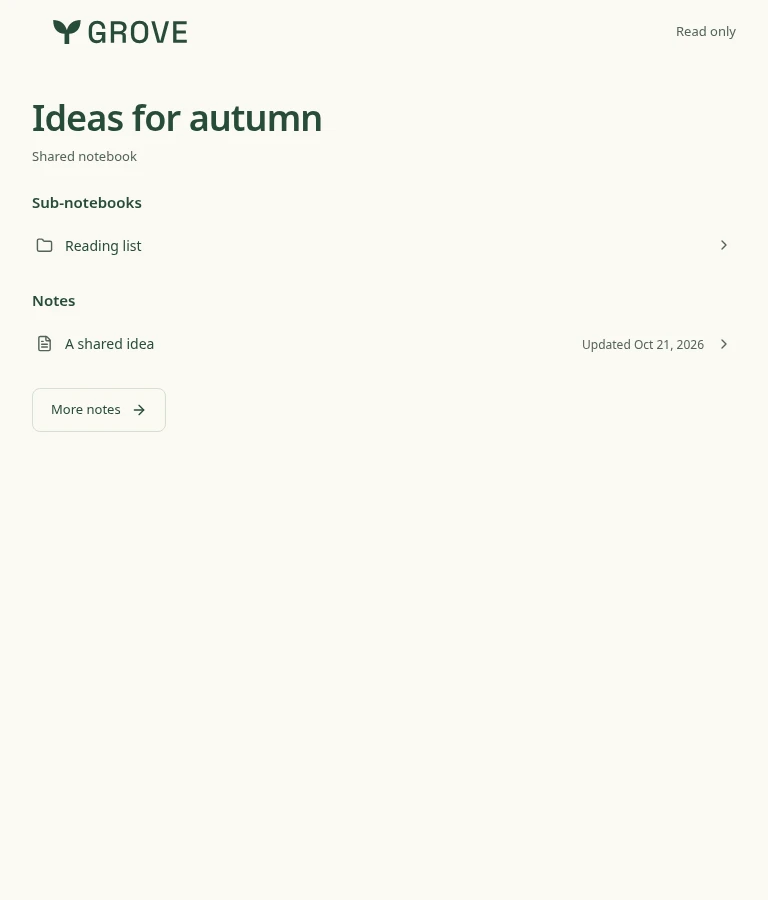 GROVE
Read only
Ideas for autumn
Shared notebook
Sub-notebooks
Reading list
Notes
A shared idea
Updated Oct 21, 2026
More notes